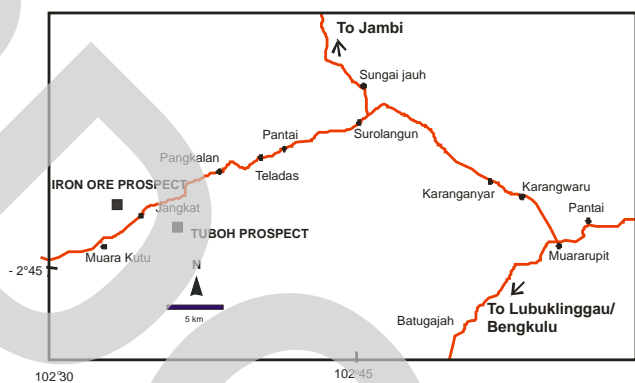 To Jambi
Sungai jauh
Surolangun
Pantai
Pangkalan
Teladas
IRON ORE PROSPECT
Jangkat
TUBOH PROSPECT
Karanganyar
Karangwaru
Pantai
Muara Kutu
Muararupit
- 2°45
N
5 km
To Lubuklinggau/
Bengkulu
Batugajah
102°30
102°45